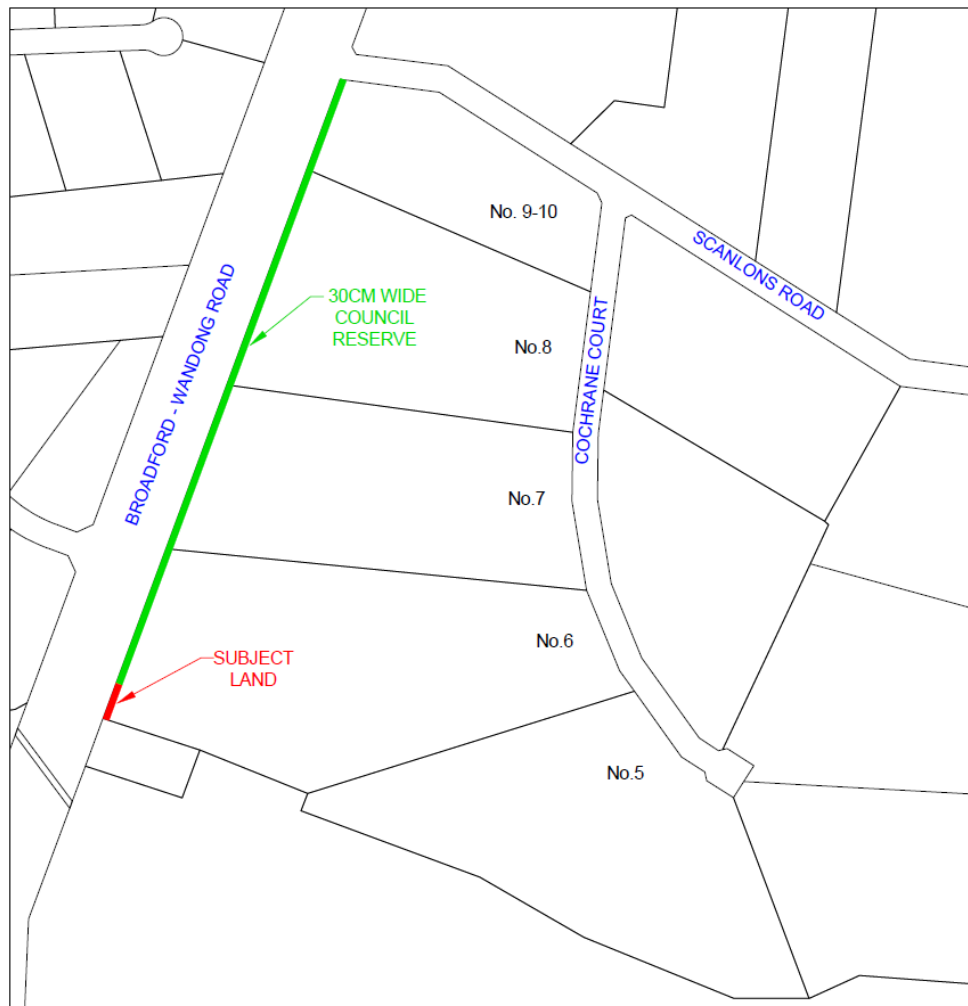 No. 9-10
SCANLONS ROAD
30CM WIDE
COUNCIL
RESERVE
BROADFORD - WANDONG ROAD
No.8
COCHRANE COURT
No.7
No.6
SUBJECT
LAND
No.5